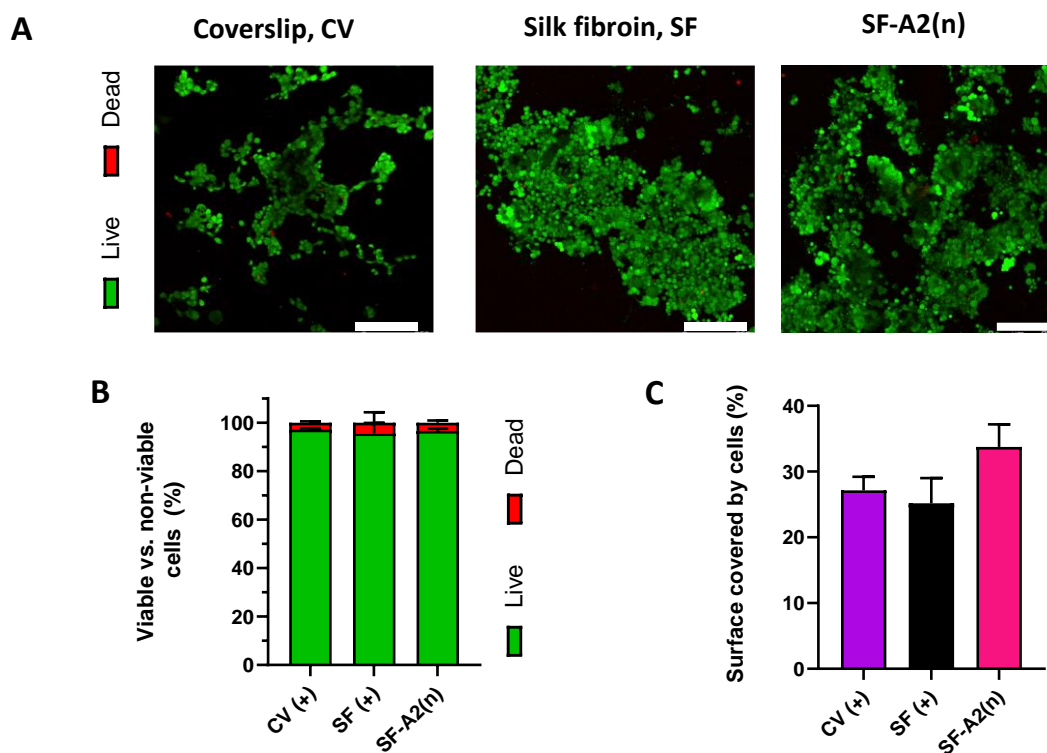 A
Coverslip, CV
Silk fibroin, SF
SF-A2(n)
Dead
Live
B
Viable vs. non-viable
cells (%)
100
80
60
40
20
0
CV (+)
SF (+)
SF-A2(n)
Dead
Live
C
Surface covered by cells (%)
40
30
20
10
0
CV (+)
SF (+)
SF-A2(n)